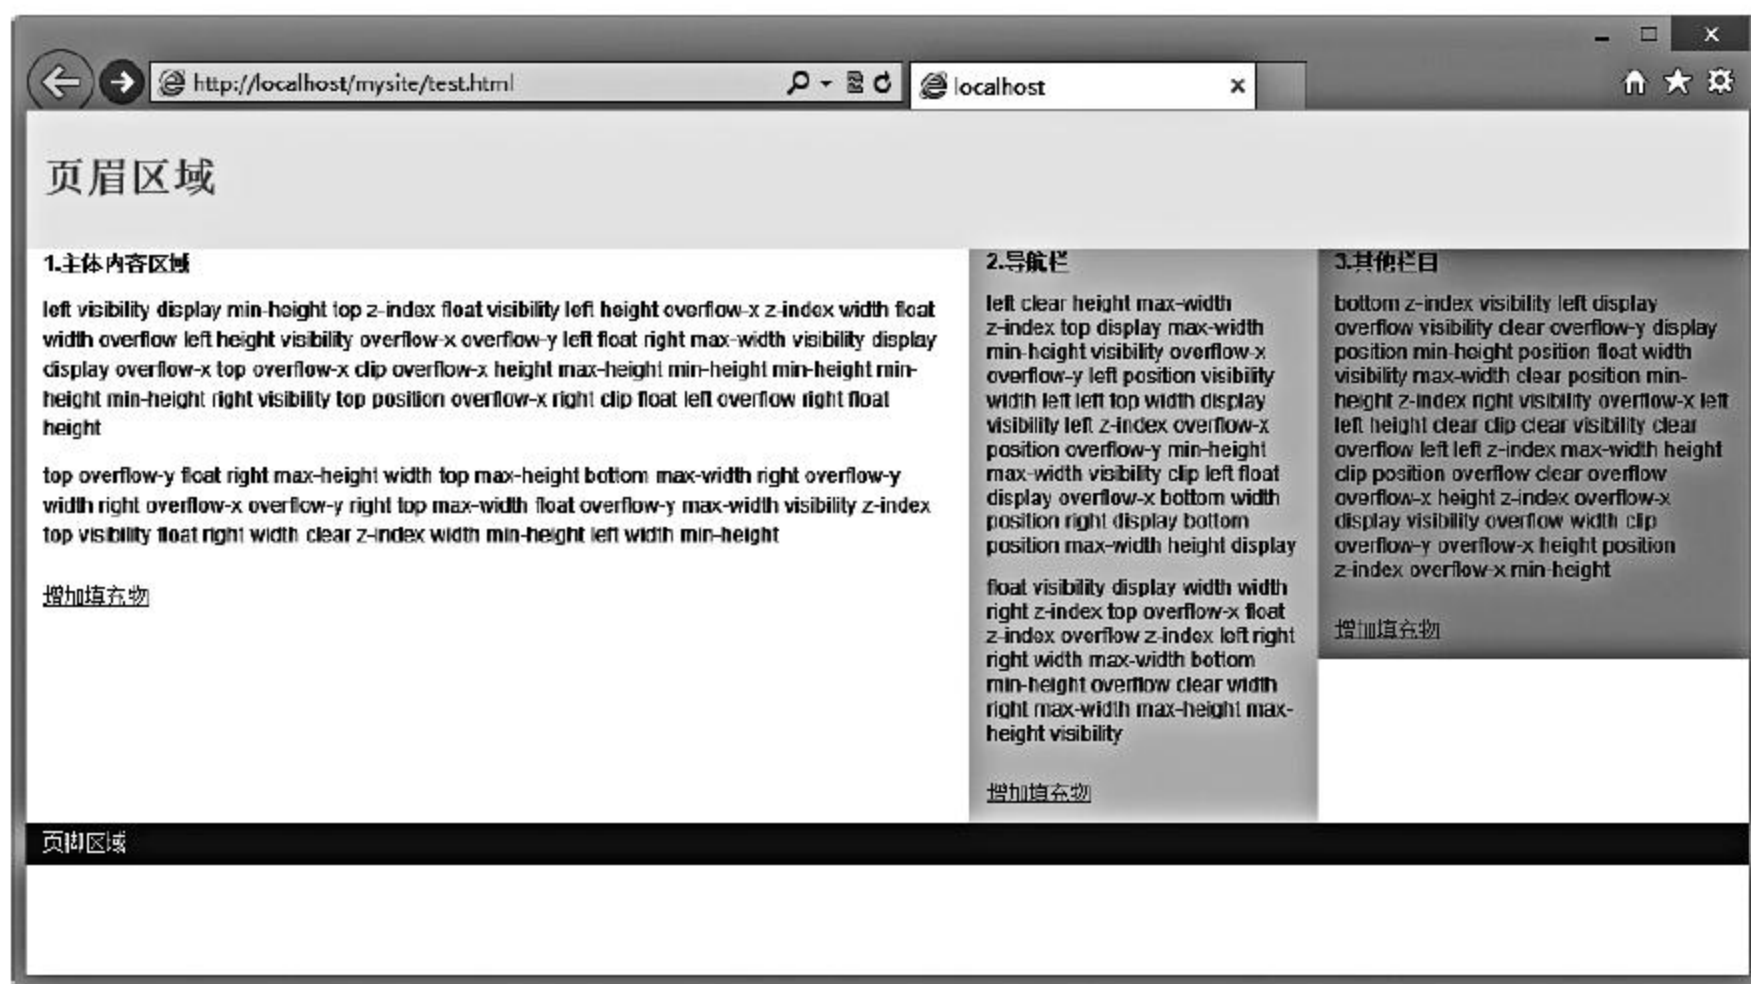 http://localhost/mysite/test.html
localhost
页眉区域
1.主体内容区域
left visibility display min-height top z-index float visibility left height overflow-x z-index width float
width overflow left height visibility overflow-x overflow-y left float right max-width visibility display
display overflow-x top overflow-x clip overflow-x height max-height min-height min-height min-
height min-height right visibility top position overflow-x right clip float left overflow right float
height
top overflow-y float right max-height width top max-height bottom max-width right overflow-y
width right overflow-x overflow-y right top max-width float overflow-y max-width visibility z-index
top visibility float right width clear z-index width min-height left width min-height
增加填充物
2.导航栏
left clear height max-width
z-index top display max-width
min-height visibility overflow-x
overflow-y left position visibility
width left left top width display
visibility left z-index overflow-x
position overflow-y min-height
max-width visibility clip left float
display overflow-x bottom width
position right display bottom
position max-width height display
float visibility display width width
right z-index top overflow-x float
z-index overflow z-index left right
right width max-width bottom
min-height overflow clear width
right max-width max-height max-
height visibility
增加填充物
3.其他栏目
bottom z-index visibility left display
overflow visibility clear overflow-y display
position min-height position float width
visibility max-width clear position min-
height z-index right visibility overflow-x left
left height clear clip clear visibility clear
overflow left left z-index max-width height
clip position overflow clear overflow
overflow-x height z-index overflow-x
display visibility overflow width clip
overflow-y overflow-x height position
z-index overflow-x min-height
增加填充物
页脚区域